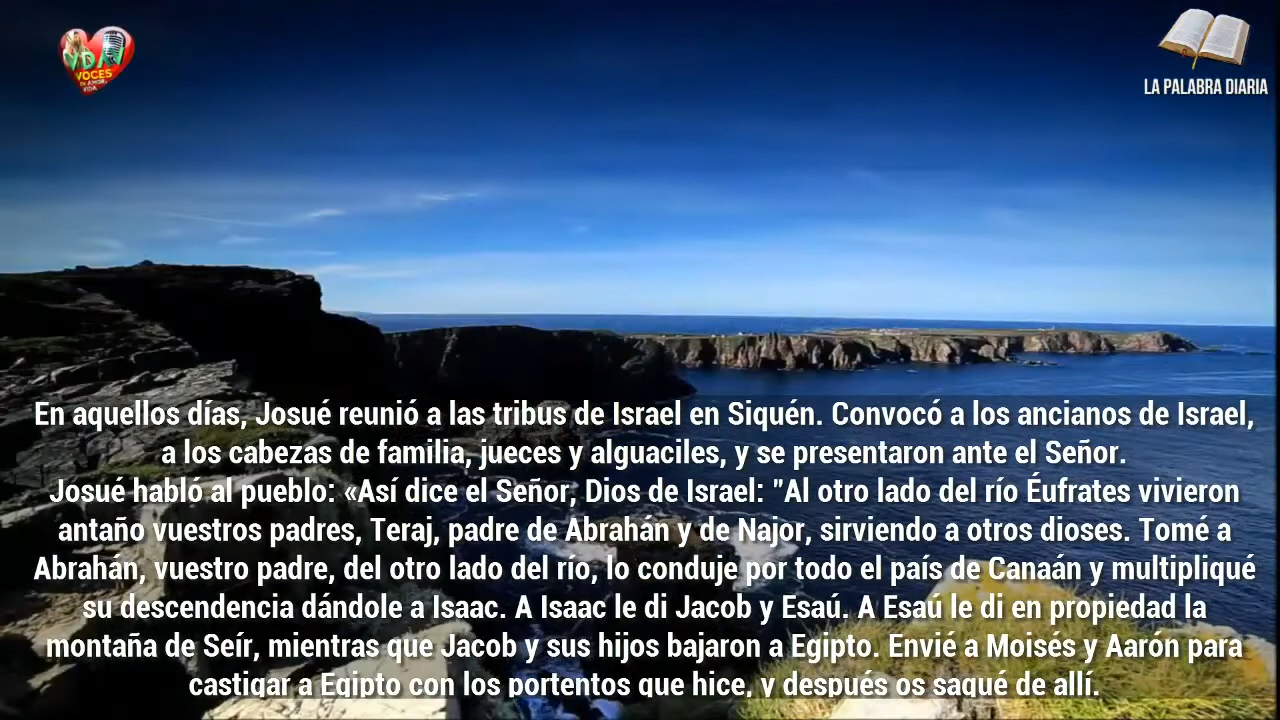 VDAV
VOCES
DE AMOR,
VIDA
LA PALABRA DIARIA
En aquellos días, Josué reunió a las tribus de Israel en Siquén. Convocó a los ancianos de Israel,
a los cabezas de familia, jueces y alguaciles, y se presentaron ante el Señor.
Josué habló al pueblo: «Así dice el Señor, Dios de Israel: "Al otro lado del río Éufrates vivieron
antaño vuestros padres, Teraj, padre de Abrahán y de Najor, sirviendo a otros dioses. Tomé a
Abrahán, vuestro padre, del otro lado del río, lo conduje por todo el país de Canaán y multipliqué
su descendencia dándole a Isaac. A Isaac le di Jacob y Esaú. A Esaú le di en propiedad la
montaña de Seír, mientras que Jacob y sus hijos bajaron a Egipto. Envié a Moisés y Aarón para
castigar a Egipto con los portentos que hice, y después os saqué de allí.